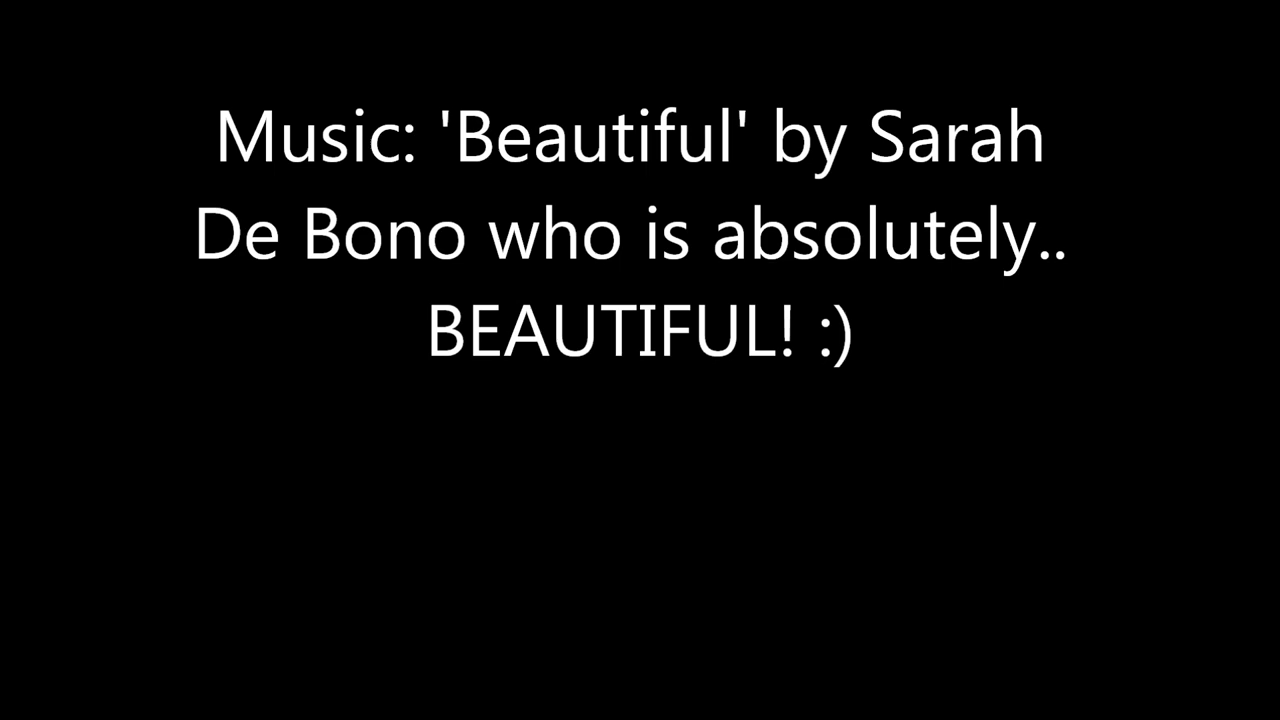 Music: 'Beautiful' by Sarah
De Bono who is absolutely..
BEAUTIFUL! :)